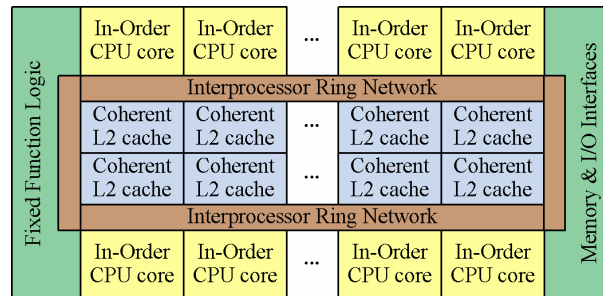 Fixed Function Logic
In-Order
CPU core
In-Order
CPU core
...
In-Order
CPU core
In-Order
CPU core
Memory & I/O Interfaces
Interprocessor Ring Network
Coherent
L2 cache
Coherent
L2 cache
...
Coherent
L2 cache
Coherent
L2 cache
Coherent
L2 cache
Coherent
L2 cache
...
Coherent
L2 cache
Coherent
L2 cache
Interprocessor Ring Network
In-Order
CPU core
In-Order
CPU core
...
In-Order
CPU core
In-Order
CPU core